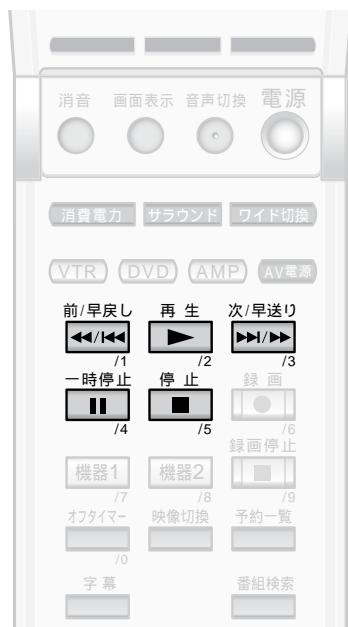 消音 画面表示 音声切換 電源
消費電力 サラウンド ワイド切換
VTR DVD AMP AV電源
前/早戻し 再生 次/早送り
/1 /2 /3
一時停止 停止 録画
/4 /5 /6
録画停止
機器1 機器2
/7 /8 /9
オフタイマー 映像切換 予約一覧
/0
字幕 番組検索